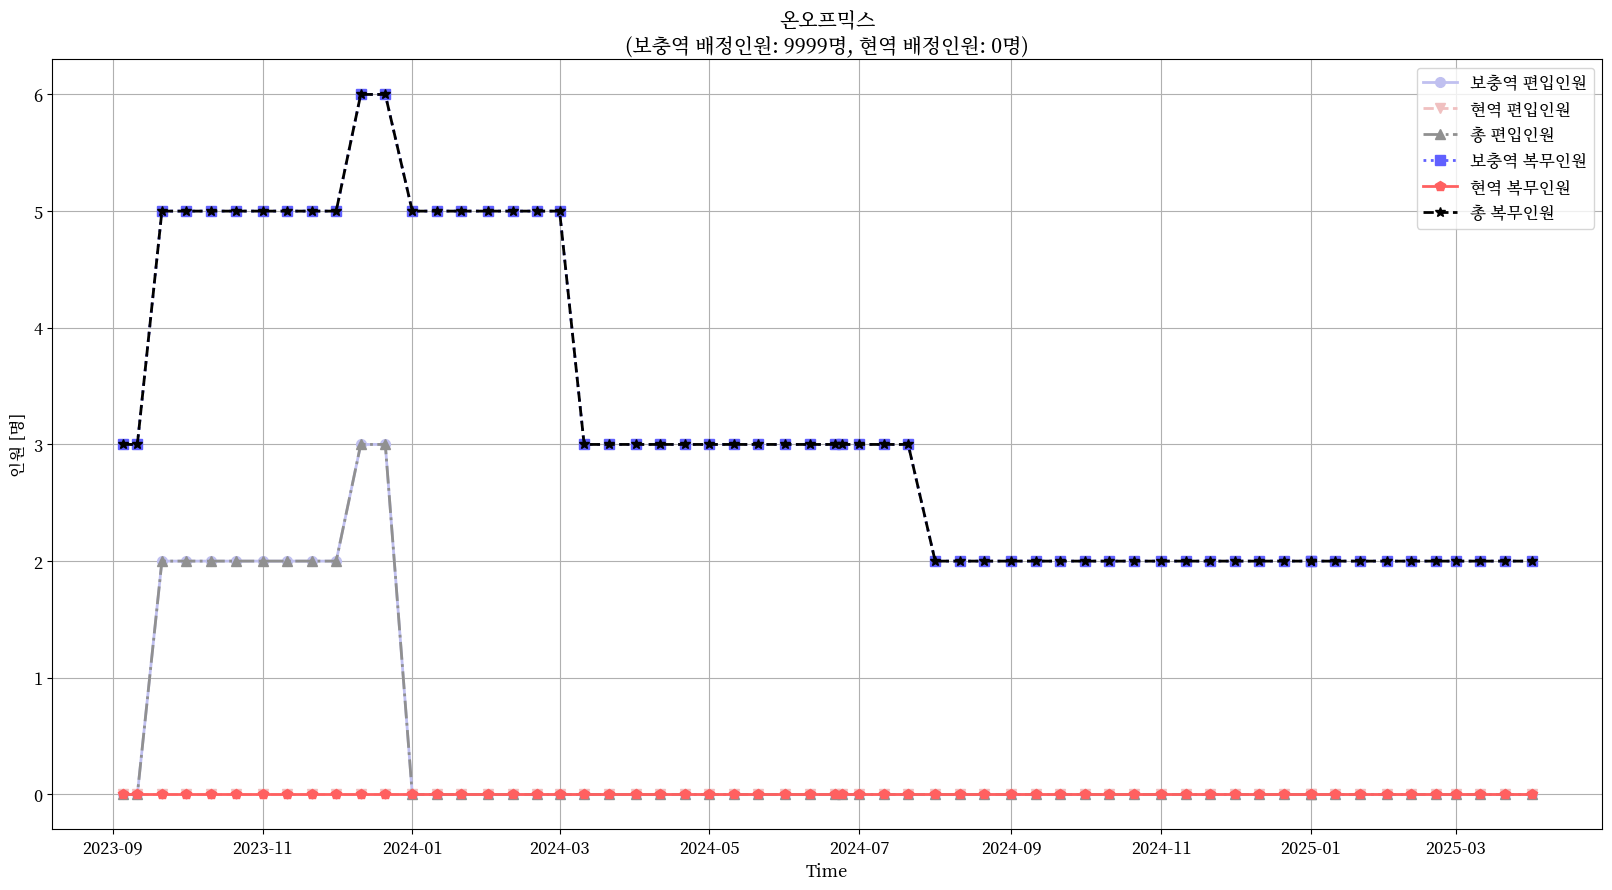 온오프믹스
(보충역 배정인원: 9999명, 현역 배정인원: 0명)
보충역 편입인원
현역 편입인원
총 편입인원
보충역 복무인원
현역 복무인원
총 복무인원
인원 [명]
6
5
4
3
2
1
0
2023-09 2023-11 2024-01 2024-03 2024-05 2024-07 2024-09 2024-11 2025-01 2025-03
Time